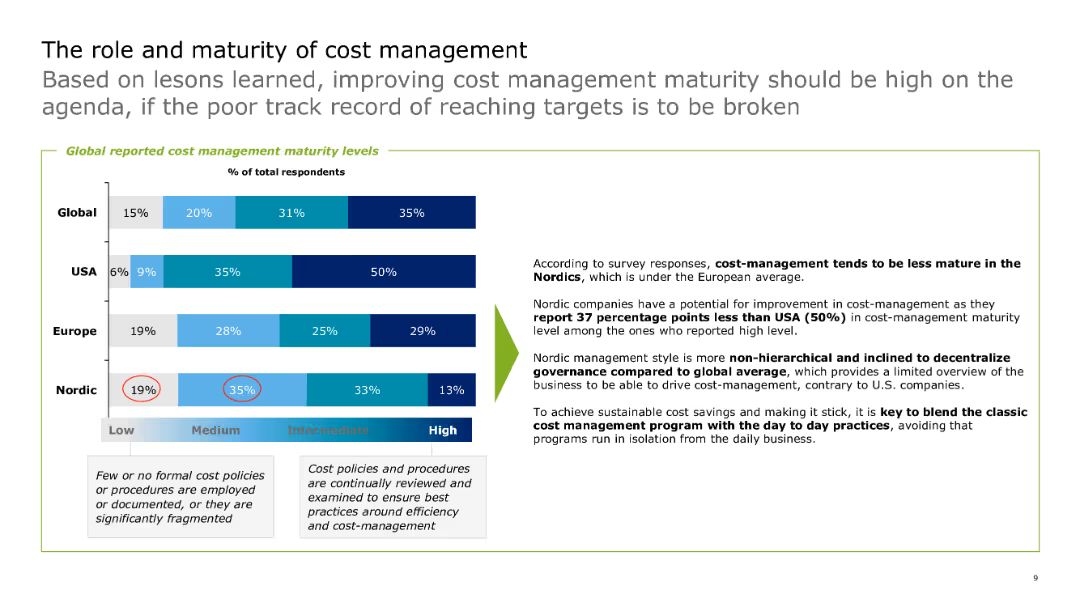 The role and maturity of cost management
Based on lesons learned, improving cost management maturity should be high on the
agenda, if the poor track record of reaching targets is to be broken
Global reported cost management maturity levels
% of total respondents
Global 15% 20% 31% 35%
USA 6% 9% 35% 50%
Europe 19% 28% 25% 29%
Nordic 19% 35% 33% 13%
Low Medium Intermediate High
Few or no formal cost policies
or procedures are employed
or documented, or they are
significantly fragmented
Cost policies and procedures
are continually reviewed and
examined to ensure best
practices around efficiency
and cost-management
According to survey responses, cost-management tends to be less mature in the
Nordics, which is under the European average.
Nordic companies have a potential for improvement in cost-management as they
report 37 percentage points less than USA (50%) in cost-management maturity
level among the ones who reported high level.
Nordic management style is more non-hierarchical and inclined to decentralize
governance compared to global average, which provides a limited overview of the
business to be able to drive cost-management, contrary to U.S. companies.
To achieve sustainable cost savings and making it stick, it is key to blend the classic
cost management program with the day to day practices, avoiding that
programs run in isolation from the daily business.
9